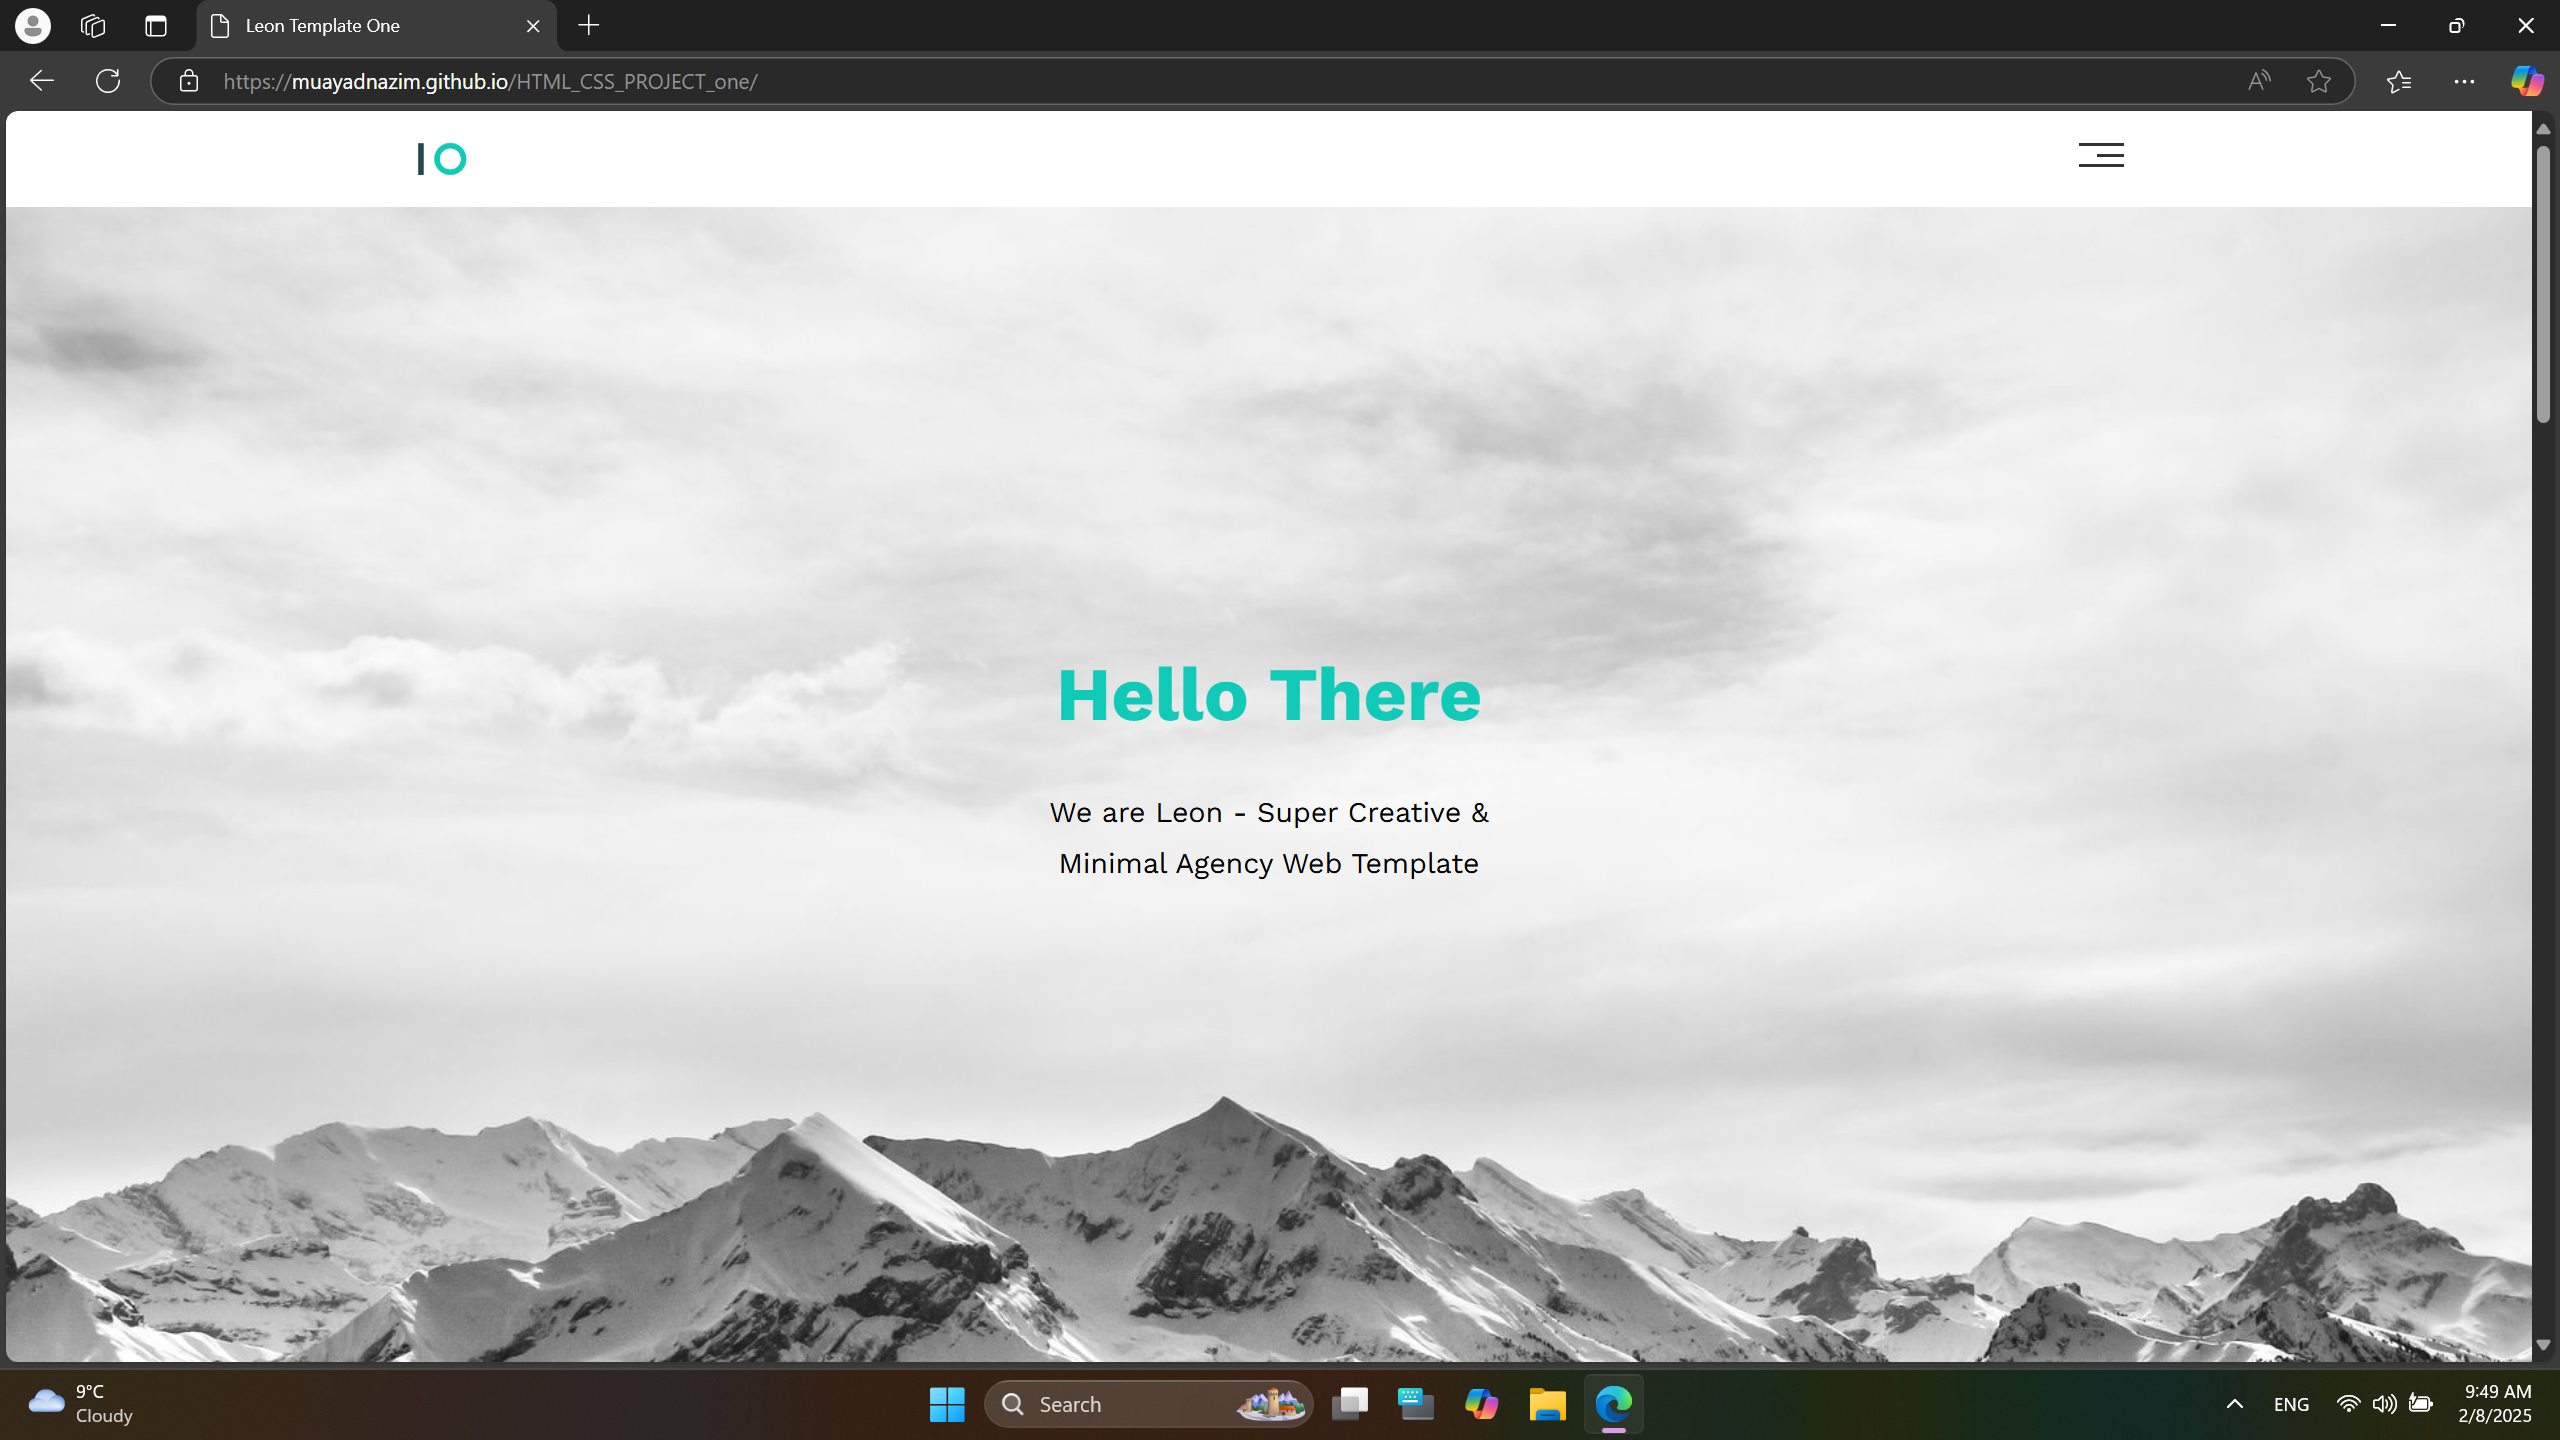 Leon Template One
https://muayadnazim.github.io/HTML_CSS_PROJECT_one/
IO
Hello There
We are Leon - Super Creative &
Minimal Agency Web Template
9°C
Cloudy
Search
ENG
9:49 AM
2/8/2025